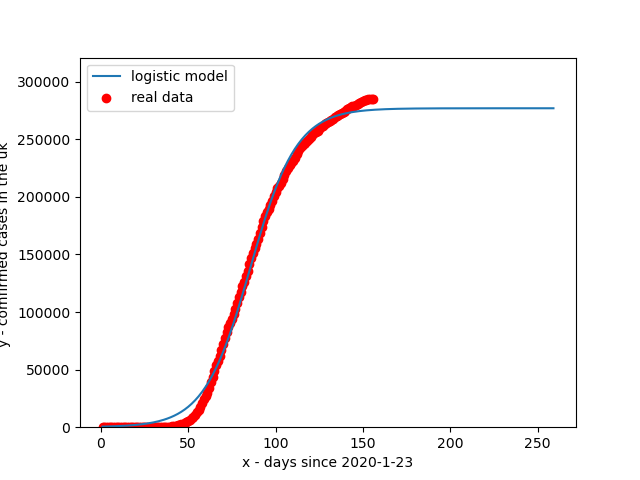 logistic model
real data
300000
250000
200000
150000
100000
50000
0
0 50 100 150 200 250
x - days since 2020-1-23
y - comfirmed cases in the uk